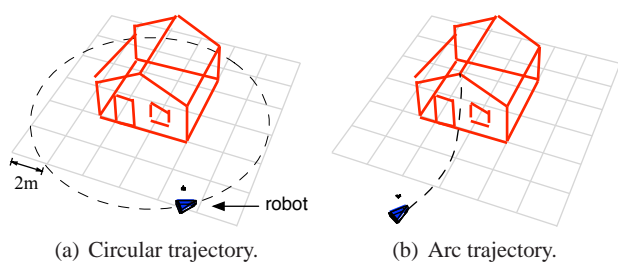 2m
robot
(a) Circular trajectory.
(b) Arc trajectory.